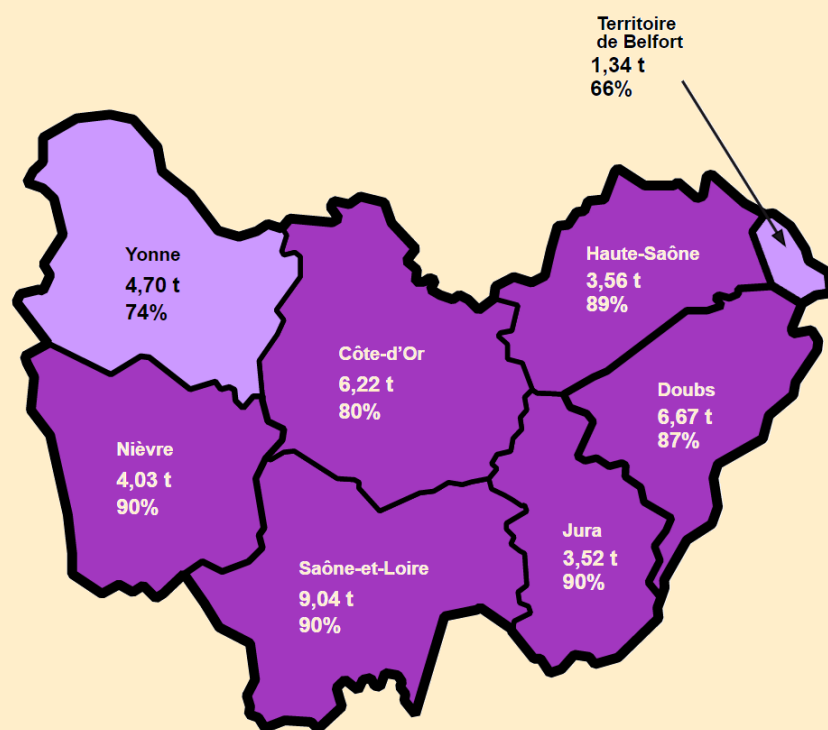 Territoire
de Belfort
1,34 t
66%
Yonne
4,70 t
74%
Haute-Saône
3,56 t
89%
Côte-d’Or
6,22 t
80%
Doubs
6,67 t
87%
Nièvre
4,03 t
90%
Jura
3,52 t
90%
Saône-et-Loire
9,04 t
90%